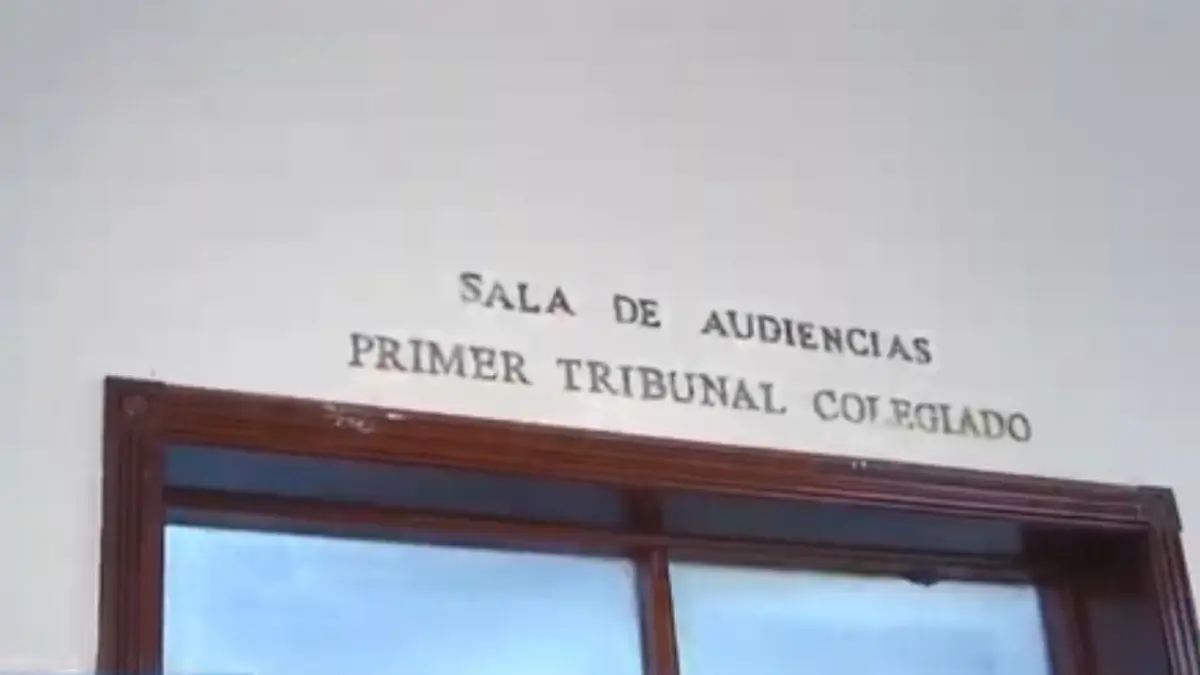 SALA DE AUDIENCIAS
PRIMER TRIBUNAL COLEGIADO